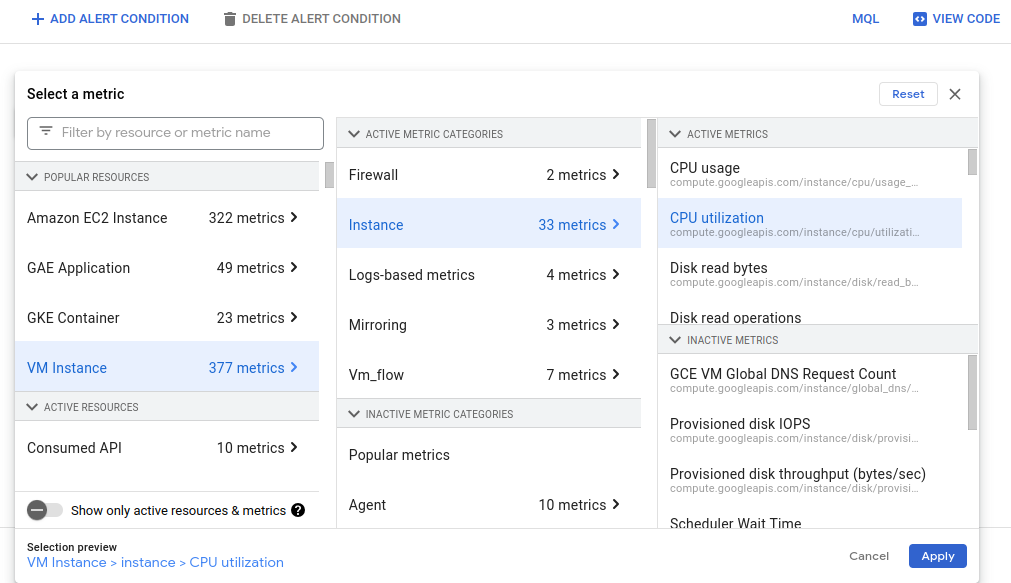 ADD ALERT CONDITION
DELETE ALERT CONDITION
MQL
VIEW CODE
Select a metric
Reset
Filter by resource or metric name
POPULAR RESOURCES
Amazon EC2 Instance 322 metrics
GAE Application 49 metrics
GKE Container 23 metrics
VM Instance 377 metrics
ACTIVE RESOURCES
Consumed API 10 metrics
Show only active resources & metrics
ACTIVE METRIC CATEGORIES
Firewall 2 metrics
Instance 33 metrics
Logs-based metrics 4 metrics
Mirroring 3 metrics
Vm_flow 7 metrics
INACTIVE METRIC CATEGORIES
Popular metrics
Agent 10 metrics
ACTIVE METRICS
CPU usage
compute.googleapis.com/instance/cpu/usage_…
CPU utilization
compute.googleapis.com/instance/cpu/utilizati…
Disk read bytes
compute.googleapis.com/instance/disk/read_b…
Disk read operations
INACTIVE METRICS
GCE VM Global DNS Request Count
compute.googleapis.com/instance/global_dns/…
Provisioned disk IOPS
compute.googleapis.com/instance/disk/provisi…
Provisioned disk throughput (bytes/sec)
compute.googleapis.com/instance/disk/provisi…
Scheduler Wait Time
Selection preview
VM Instance > instance > CPU utilization
Cancel
Apply